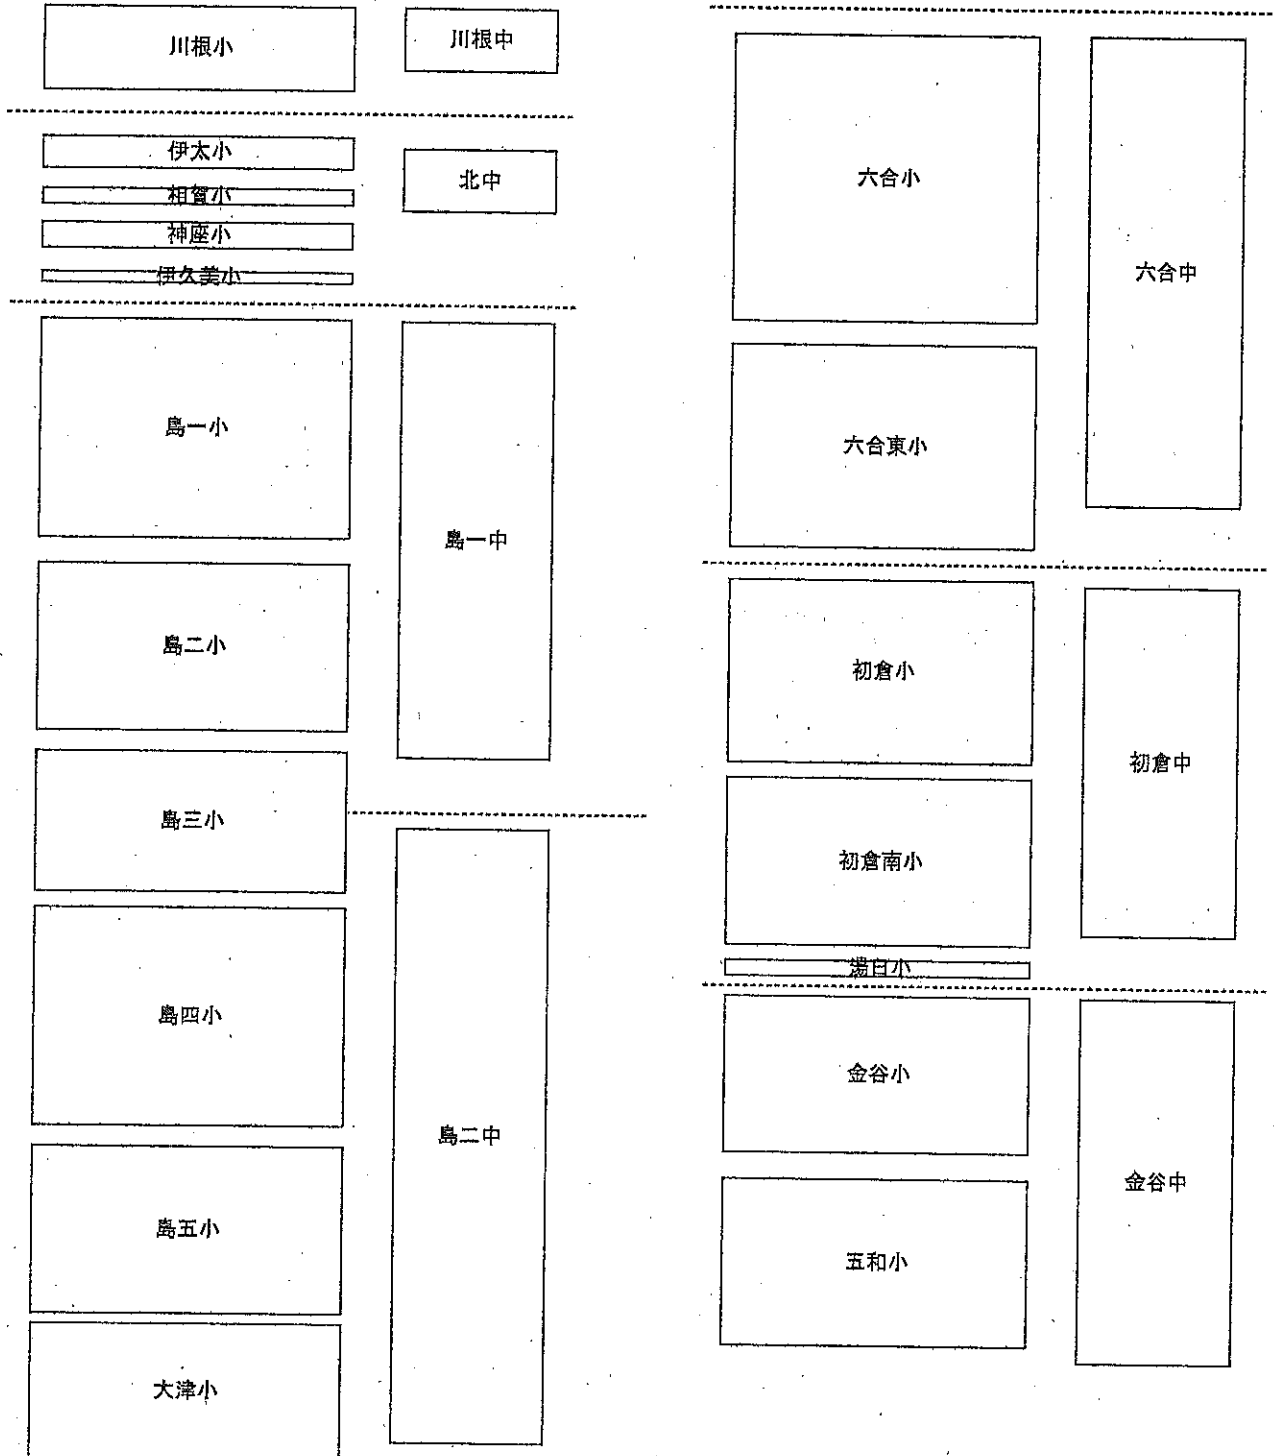 川根小
川根中
伊太小
相賀小
神座小
伊久美小
北中
島一小
島二小
島一中
島三小
島四小
島五小
大津小
島二中
六合小
六合東小
六合中
初倉小
初倉南小
湯日小
初倉中
金谷小
五和小
金谷中